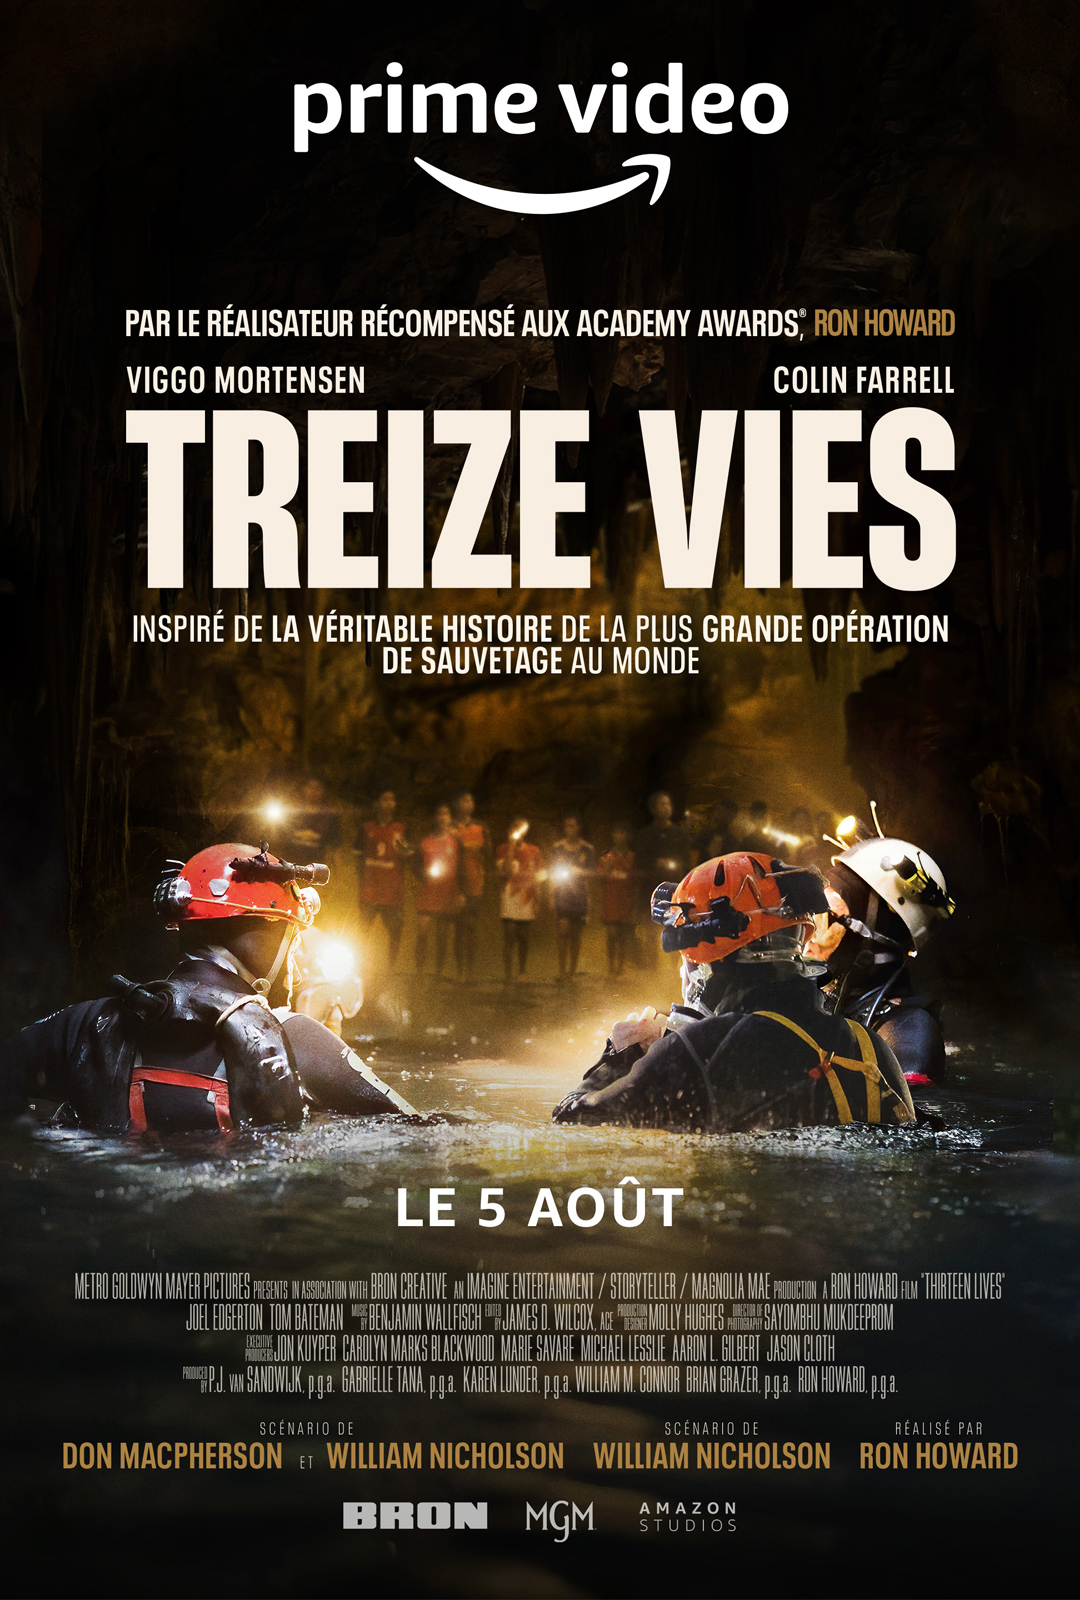 prime video
PAR LE RÉALISATEUR RÉCOMPENSÉ AUX ACADEMY AWARDS®, RON HOWARD
VIGGO MORTENSEN COLIN FARRELL
TREIZE VIES
INSPIRÉ DE LA VÉRITABLE HISTOIRE DE LA PLUS GRANDE OPÉRATION
DE SAUVETAGE AU MONDE
LE 5 AOÛT
METRO GOLDWYN MAYER PICTURES PRESENTS IN ASSOCIATION WITH BRON CREATIVE AN IMAGINE ENTERTAINMENT / STORYTELLER / MAGNOLIA MAE PRODUCTION A RON HOWARD FILM "THIRTEEN LIVES"
JOEL EDGERTON TOM BATEMAN MUSIC BY BENJAMIN WALLFISCH EDITED BY JAMES D. WILCOX, ACE PRODUCTION DESIGNER MOLLY HUGHES DIRECTOR OF PHOTOGRAPHY SAYOMBHU MUKDEEPROM
EXECUTIVE PRODUCERS JON KUYPER CAROLYN MARKS BLACKWOOD MARIE SAVARE MICHAEL LESSLIE AARON L. GILBERT JASON CLOTH
PRODUCED BY P.J. VAN SANDWIJK, p.g.a. GABRIELLE TANA, p.g.a. KAREN LUNDER, p.g.a. WILLIAM M. CONNOR BRIAN GRAZER, p.g.a. RON HOWARD, p.g.a.
SCÉNARIO DE SCÉNARIO DE RÉALISÉ PAR
DON MACPHERSON ET WILLIAM NICHOLSON WILLIAM NICHOLSON RON HOWARD
BRON MGM AMAZON
STUDIOS